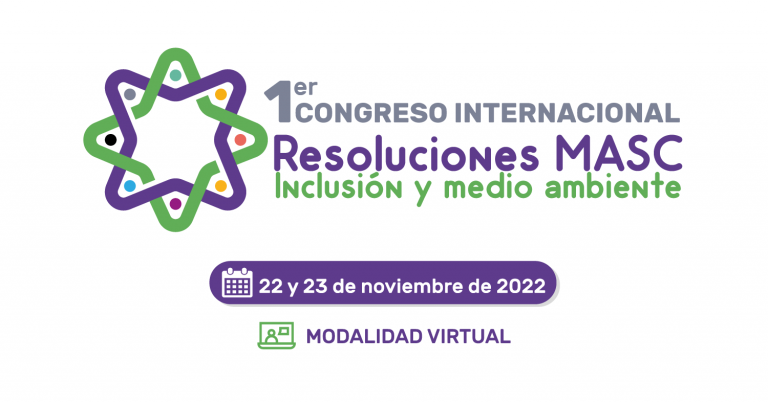 1er CONGRESO INTERNACIONAL
Resoluciones MASC
Inclusión y medio ambiente
22 y 23 de noviembre de 2022
MODALIDAD VIRTUAL